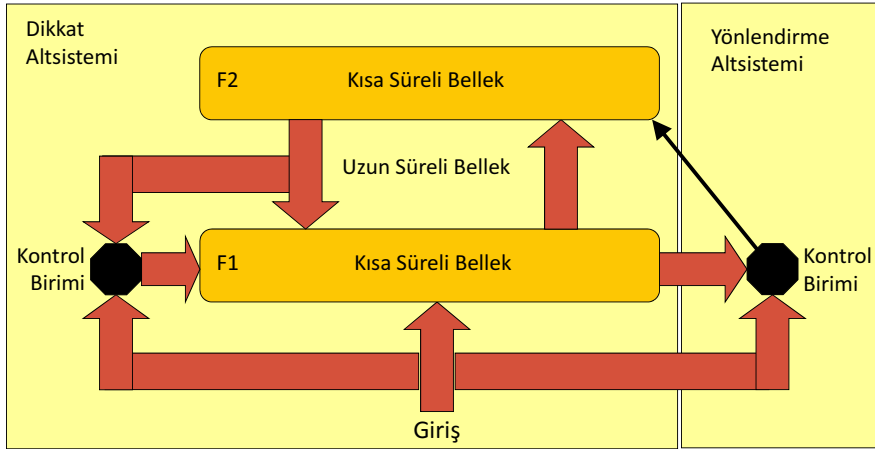 Dikkat
Altsistemi
Yönlendirme
Altsistemi
F2 Kısa Süreli Bellek
Uzun Süreli Bellek
Kontrol
Birimi
F1 Kısa Süreli Bellek
Kontrol
Birimi
Giriş